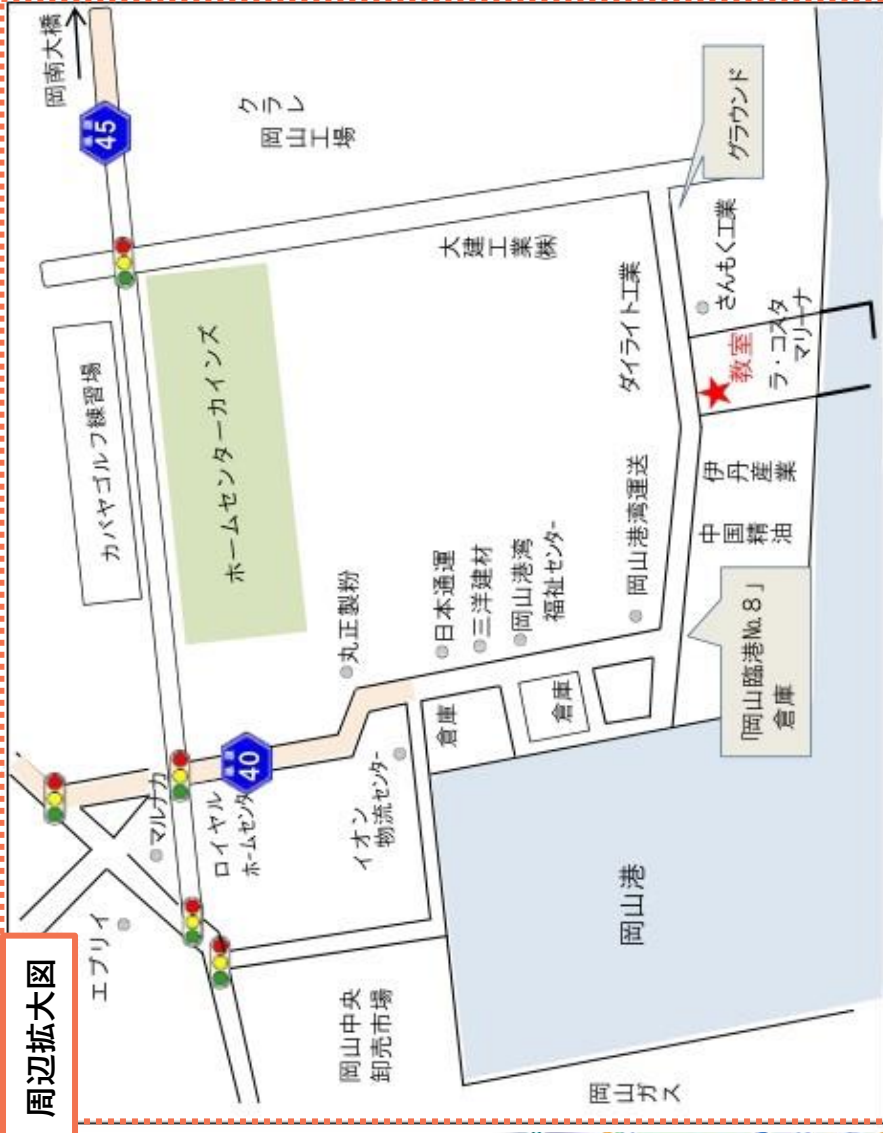 周辺拡大図
岡南大橋
県道
45
クラレ
岡山工場
カバヤゴルフ練習場
ホームセンターカインズ
大建工業㈱
グラウンド
ダイライト工業
さんもく工業
教室
ラ・コスタ
マリーナ
エブリイ
マルナカ
県道
40
ロイヤル
ホームセンタ
丸正製粉
日本通運
三洋建材
岡山港湾
福祉センター
岡山港湾運送
伊丹産業
中国精油
イオン
物流センター
倉庫
倉庫
「岡山臨港№8」
倉庫
岡山中央
卸売市場
岡山港
岡山ガス